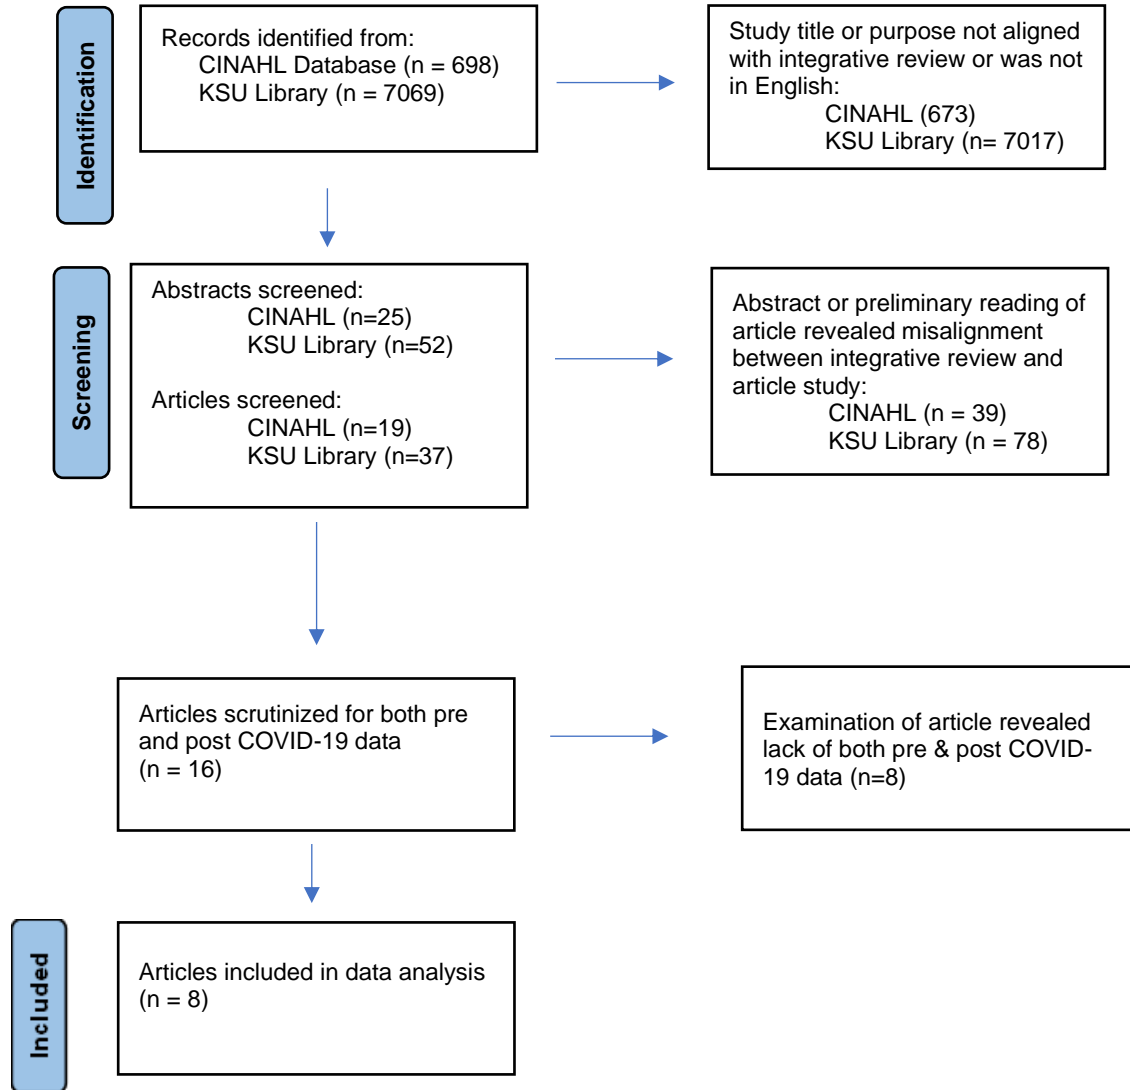 Identification
Records identified from:
CINAHL Database (n = 698)
KSU Library (n = 7069)
Study title or purpose not aligned
with integrative review or was not
in English:
CINAHL (673)
KSU Library (n= 7017)
Screening
Abstracts screened:
CINAHL (n=25)
KSU Library (n=52)
Articles screened:
CINAHL (n=19)
KSU Library (n=37)
Abstract or preliminary reading of
article revealed misalignment
between integrative review and
article study:
CINAHL (n = 39)
KSU Library (n = 78)
Articles scrutinized for both pre
and post COVID-19 data
(n = 16)
Examination of article revealed
lack of both pre & post COVID-
19 data (n=8)
Included
Articles included in data analysis
(n = 8)